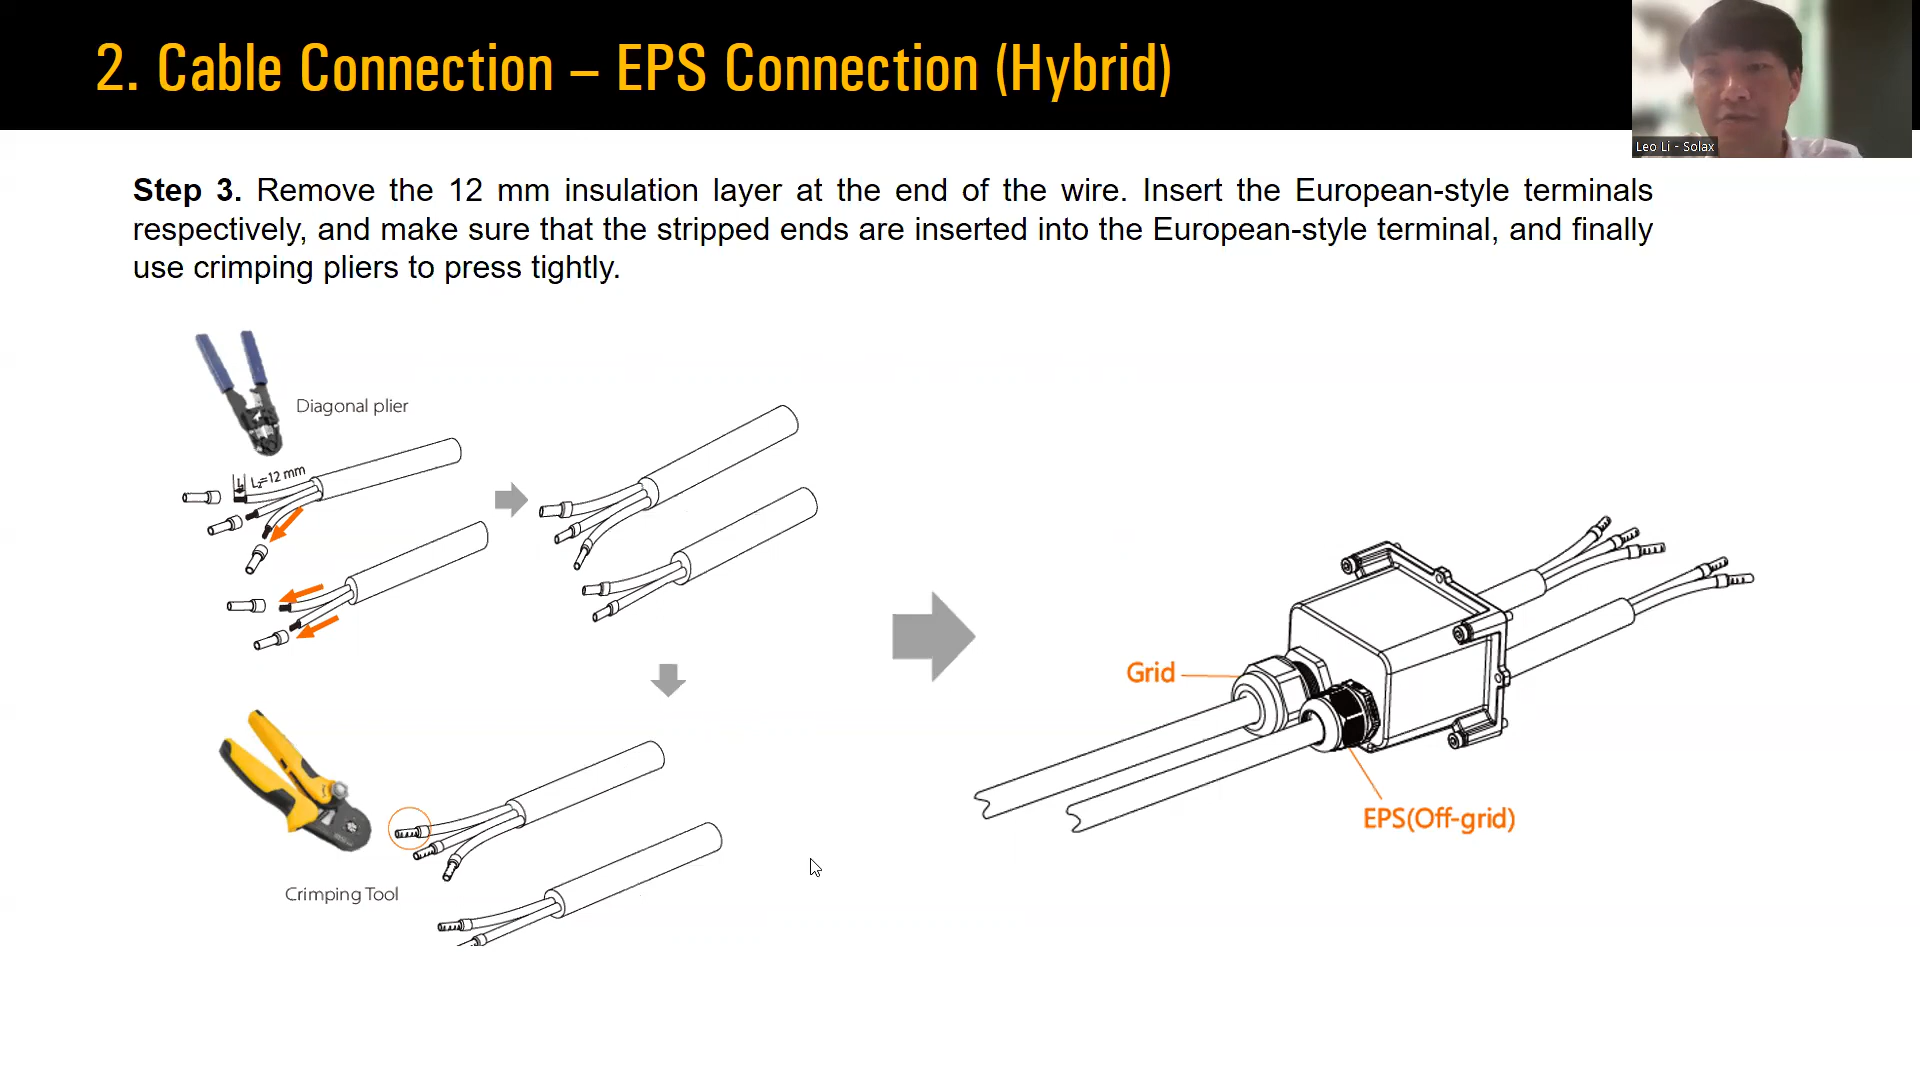 2. Cable Connection – EPS Connection (Hybrid)
Leo Li - Solax
Step 3. Remove the 12 mm insulation layer at the end of the wire. Insert the European-style terminals
respectively, and make sure that the stripped ends are inserted into the European-style terminal, and finally
use crimping pliers to press tightly.
Diagonal plier
L₂=12 mm
Grid
EPS(Off-grid)
Crimping Tool